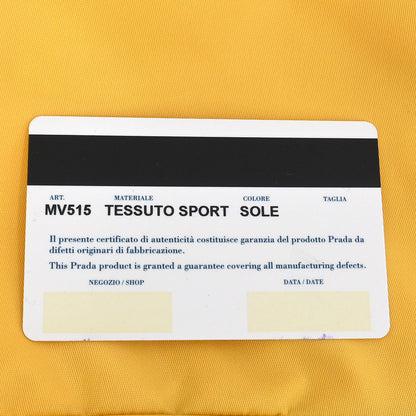 ART. MATERIALE COLORE TAGLIA
MV515 TESSUTO SPORT SOLE
Il presente certificato di autenticità costituisce garanzia del prodotto Prada da
difetti originari di fabbricazione.
This Prada product is granted a guarantee covering all manufacturing defects.
NEGOZIO / SHOP DATA / DATE